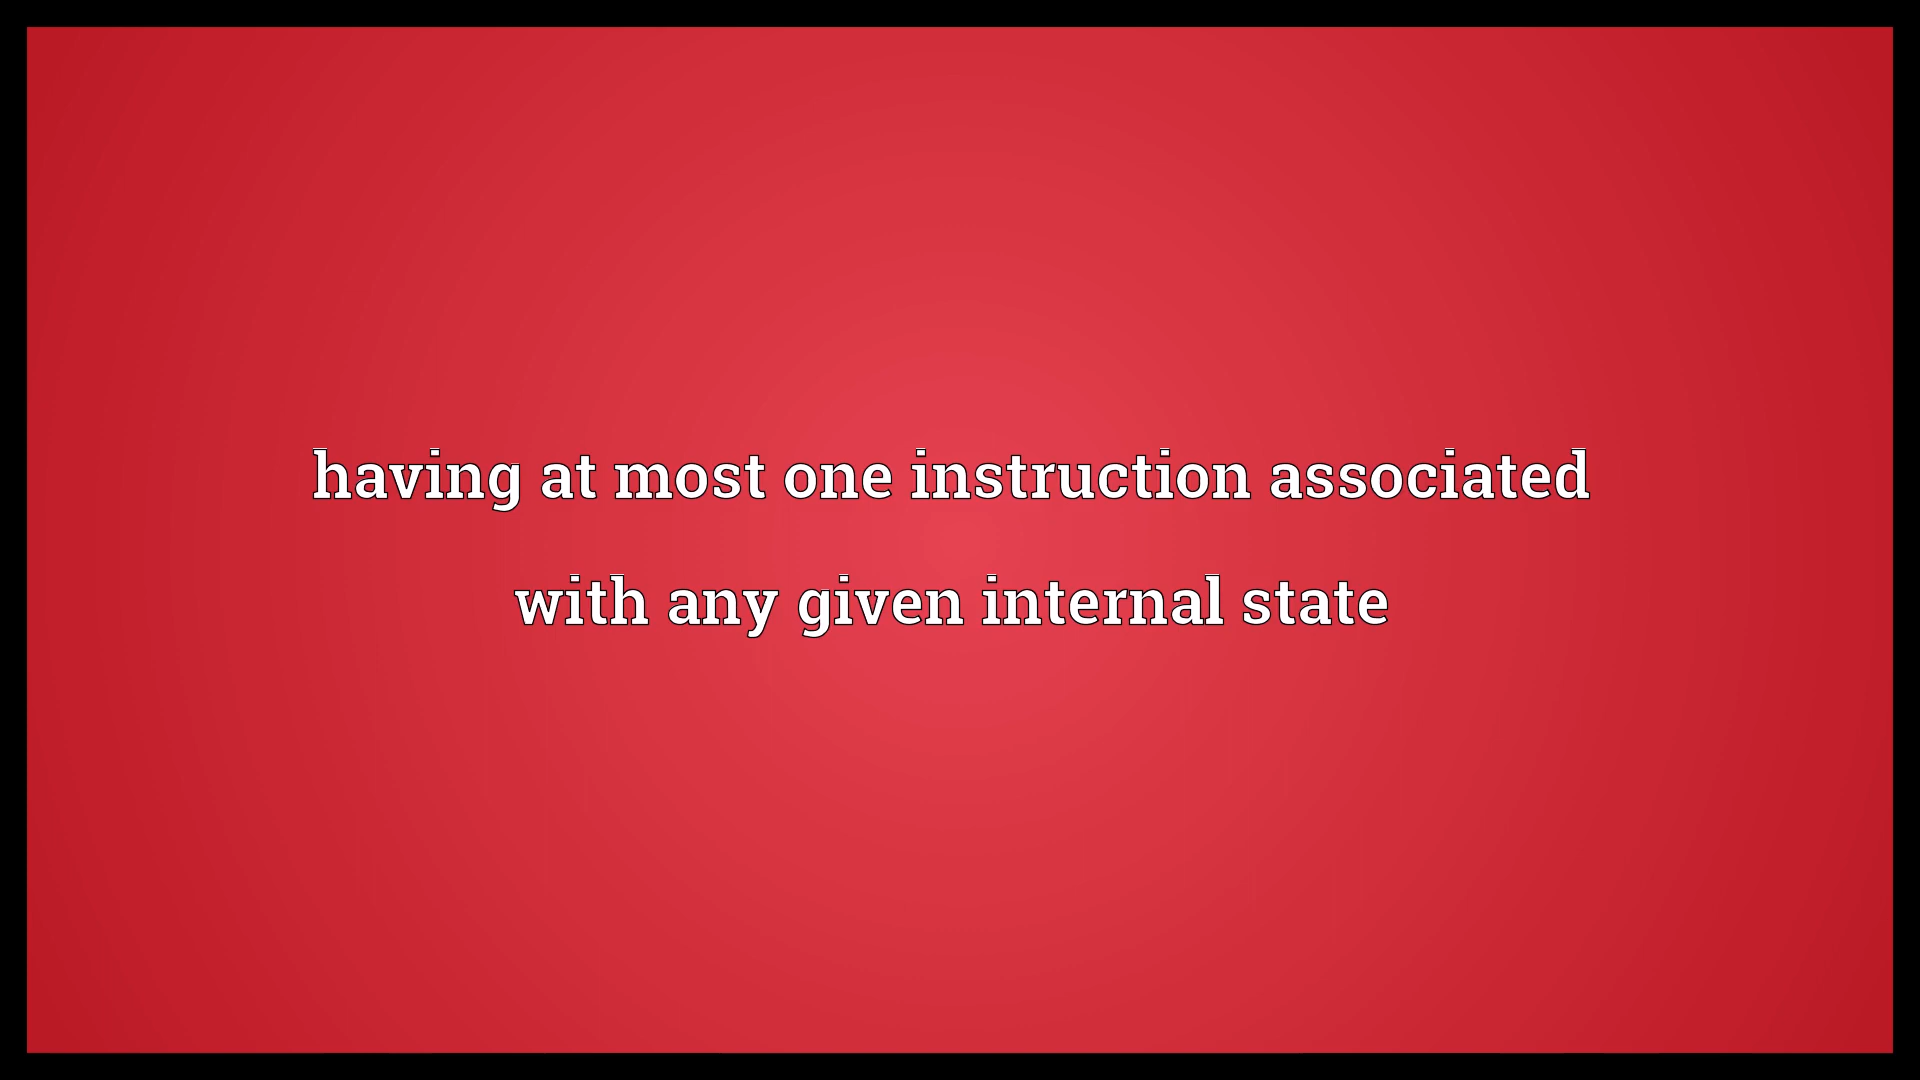 having at most one instruction associated
with any given internal state